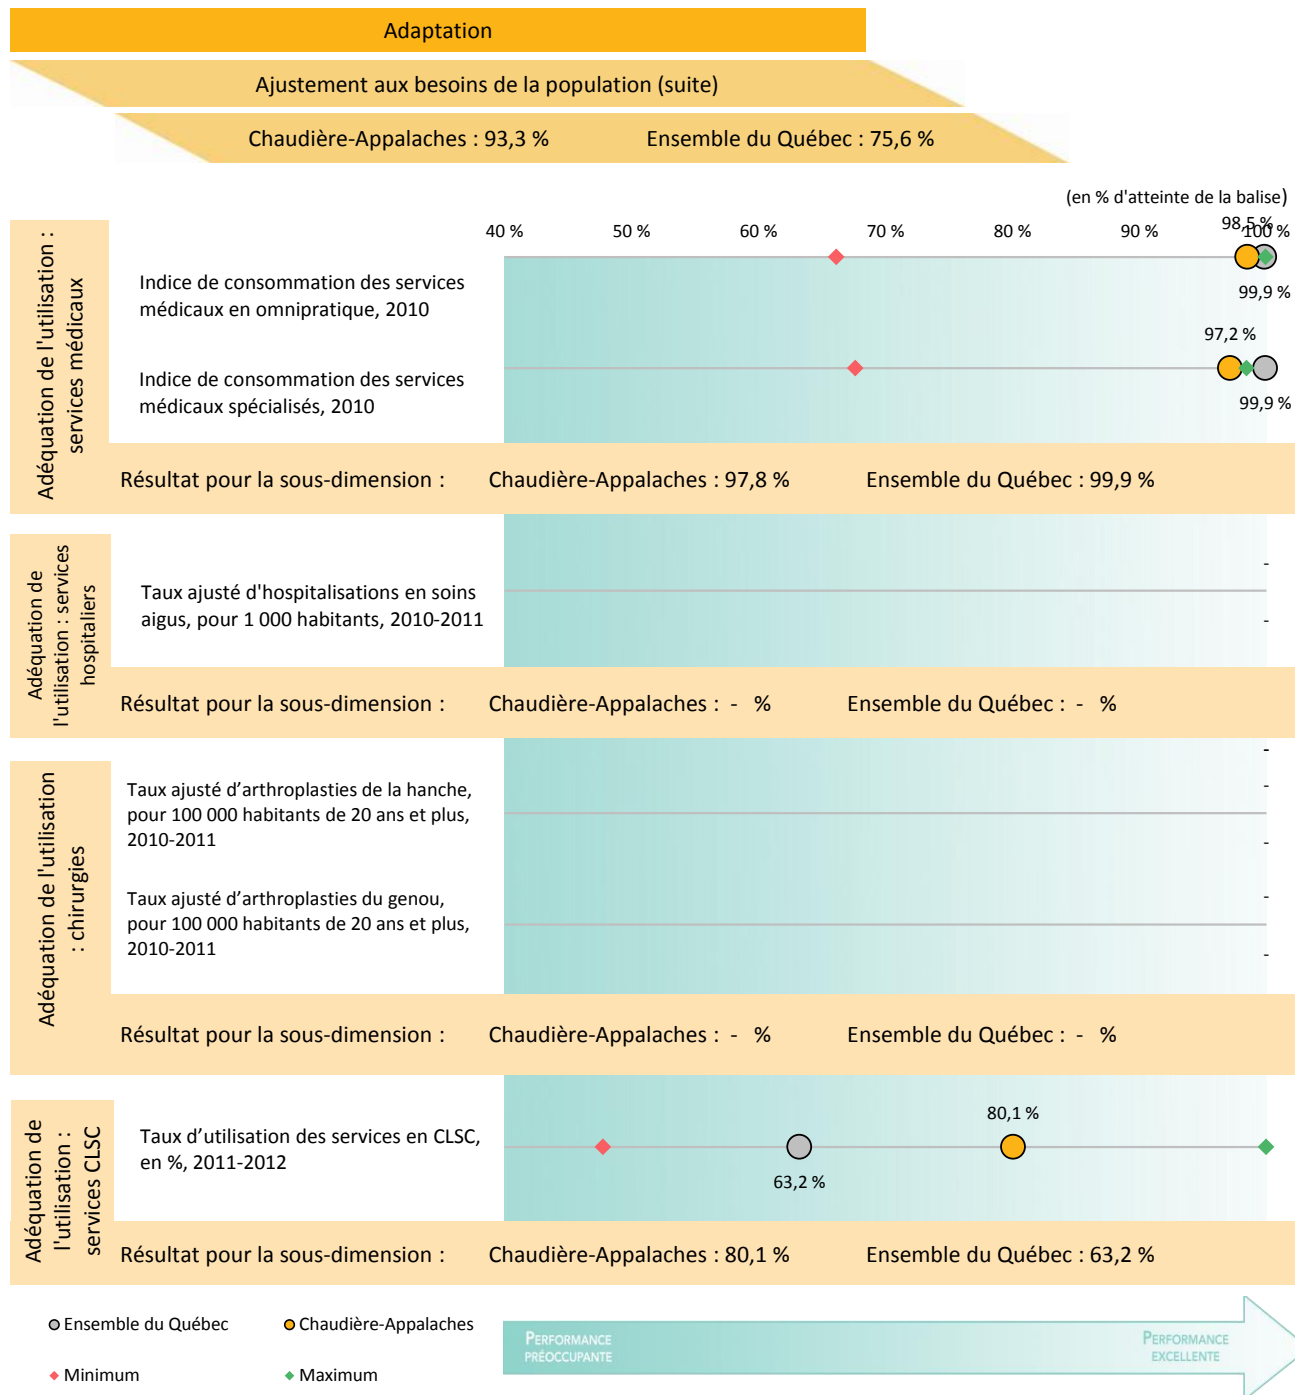 Adaptation
Ajustement aux besoins de la population (suite)
Chaudière-Appalaches : 93,3 % Ensemble du Québec : 75,6 %
(en % d'atteinte de la balise)
40 % 50 % 60 % 70 % 80 % 90 % 100 %
Adéquation de l'utilisation :
services médicaux
98,5 %
Indice de consommation des services
médicaux en omnipratique, 2010
99,9 %
97,2 %
Indice de consommation des services
médicaux spécialisés, 2010
99,9 %
Résultat pour la sous-dimension : Chaudière-Appalaches : 97,8 % Ensemble du Québec : 99,9 %
Adéquation de
l'utilisation : services
hospitaliers
-
Taux ajusté d'hospitalisations en soins
aigus, pour 1 000 habitants, 2010-2011
-
Résultat pour la sous-dimension : Chaudière-Appalaches : - % Ensemble du Québec : - %
-
Adéquation de l'utilisation
: chirurgies
-
Taux ajusté d’arthroplasties de la hanche,
pour 100 000 habitants de 20 ans et plus,
2010-2011
-
-
Taux ajusté d’arthroplasties du genou,
pour 100 000 habitants de 20 ans et plus,
2010-2011
-
Résultat pour la sous-dimension : Chaudière-Appalaches : - % Ensemble du Québec : - %
Adéquation de
l'utilisation :
services CLSC
80,1 %
Taux d’utilisation des services en CLSC,
en %, 2011-2012
63,2 %
Résultat pour la sous-dimension : Chaudière-Appalaches : 80,1 % Ensemble du Québec : 63,2 %
Ensemble du Québec Chaudière-Appalaches
Minimum Maximum
PERFORMANCE
PRÉOCCUPANTE
PERFORMANCE
EXCELLENTE